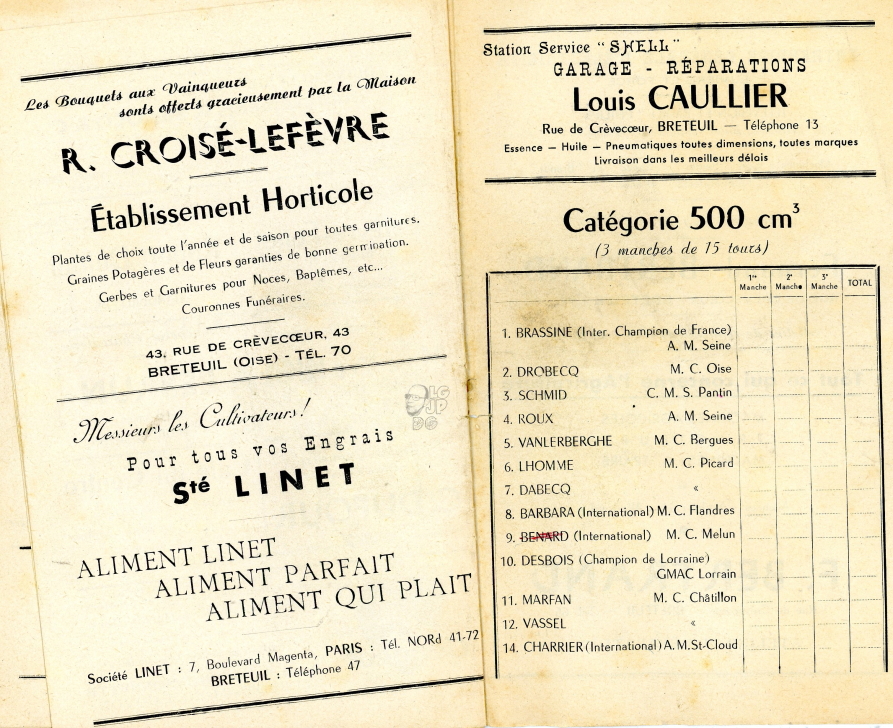 Les Bouquets aux Vainqueurs
sonts offerts gracieusement par la Maison
R. CROISÉ-LEFÈVRE
Établissement Horticole
Plantes de choix toute l'année et de saison pour toutes garnitures.
Graines Potagères et de Fleurs garanties de bonne germination.
Gerbes et Garnitures pour Noces, Baptêmes, etc...
Couronnes Funéraires.
43, RUE DE CRÈVECŒUR, 43
BRETEUIL (OISE) - TÉL. 70
Messieurs les Cultivateurs!
Pour tous vos Engrais
Sté LINET
ALIMENT LINET
ALIMENT PARFAIT
ALIMENT QUI PLAIT
Société LINET : 7, Boulevard Magenta, PARIS : Tél. NORd 41-72
BRETEUIL : Téléphone 47
LG
JP
DG
Station Service "SHELL"
GARAGE - RÉPARATIONS
Louis CAULLIER
Rue de Crèvecœur, BRETEUIL — Téléphone 13
Essence — Huile — Pneumatiques toutes dimensions, toutes marques
Livraison dans les meilleurs délais
Catégorie 500 cm³
(3 manches de 15 tours)
1re Manche 2e Manche 3e Manche TOTAL
1. BRASSINE (Inter. Champion de France)
A. M. Seine
2. DROBECQ M. C. Oise
3. SCHMID C. M. S. Pantin
4. ROUX A. M. Seine
5. VANLERBERGHE M. C. Bergues
6. LHOMME M. C. Picard
7. DABECQ «
8. BARBARA (International) M. C. Flandres
9. BENARD (International) M. C. Melun
10. DESBOIS (Champion de Lorraine)
GMAC Lorrain
11. MARFAN M. C. Châtillon
12. VASSEL «
14. CHARRIER (International) A. M. St-Cloud